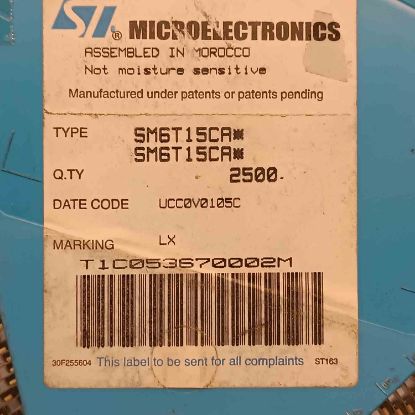 ST® MICROELECTRONICS
ASSEMBLED IN MOROCCO
Not moisture sensitive
Manufactured under patents or patents pending
TYPE SM6T15CA*
SM6T15CA*
Q.TY 2500.
DATE CODE UCC0V0105C
MARKING LX
T1C053670002M
30F255604 This label to be sent for all complaints ST163